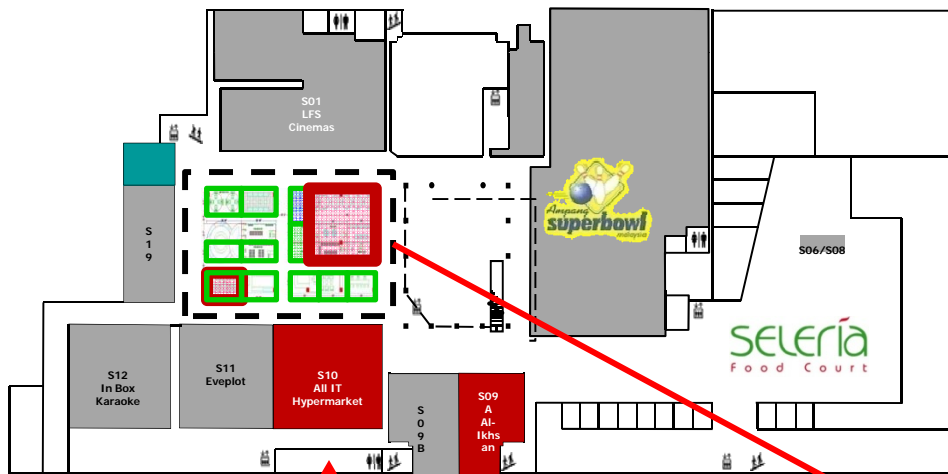 S01
LFS
Cinemas
Ampang
superbowl
malaysia
S
1
9
S06/S08
SELERIA
Food Court
S12
In Box
Karaoke
S11
Eveplot
S10
All IT
Hypermarket
S
0
9
B
S09
A
Al-
Ikhs
an